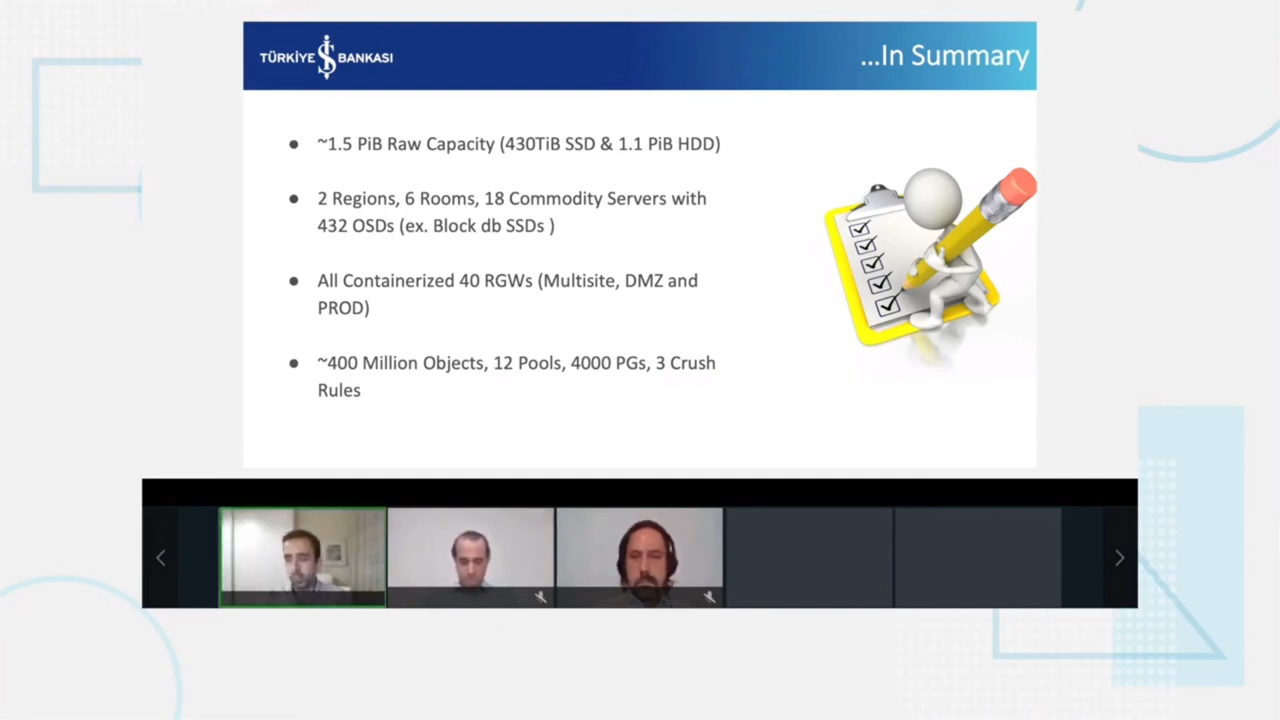 TÜRKİYE İŞ BANKASI
...In Summary
● ~1.5 PiB Raw Capacity (430TiB SSD & 1.1 PiB HDD)
● 2 Regions, 6 Rooms, 18 Commodity Servers with
432 OSDs (ex. Block db SSDs )
● All Containerized 40 RGWs (Multisite, DMZ and
PROD)
● ~400 Million Objects, 12 Pools, 4000 PGs, 3 Crush
Rules